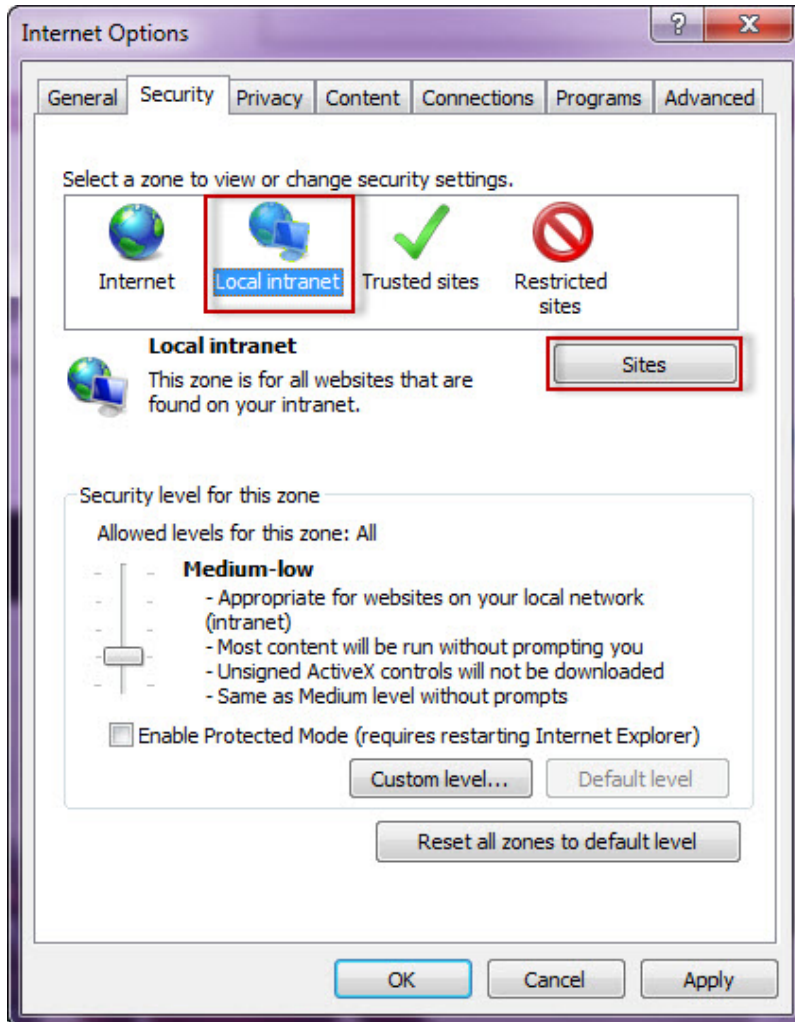 Internet Options
?
General Security Privacy Content Connections Programs Advanced
Select a zone to view or change security settings.
Internet
Local intranet
Trusted sites
Restricted
sites
Local intranet
Sites
This zone is for all websites that are
found on your intranet.
Security level for this zone
Allowed levels for this zone: All
Medium-low
- Appropriate for websites on your local network
(intranet)
- Most content will be run without prompting you
- Unsigned ActiveX controls will not be downloaded
- Same as Medium level without prompts
Enable Protected Mode (requires restarting Internet Explorer)
Custom level... Default level
Reset all zones to default level
OK Cancel Apply